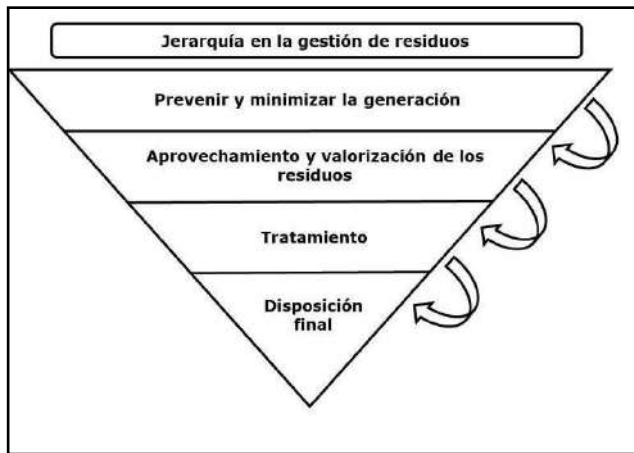 Jerarquía en la gestión de residuos
Prevenir y minimizar la generación
Aprovechamiento y valorización de los
residuos
Tratamiento
Disposición
final